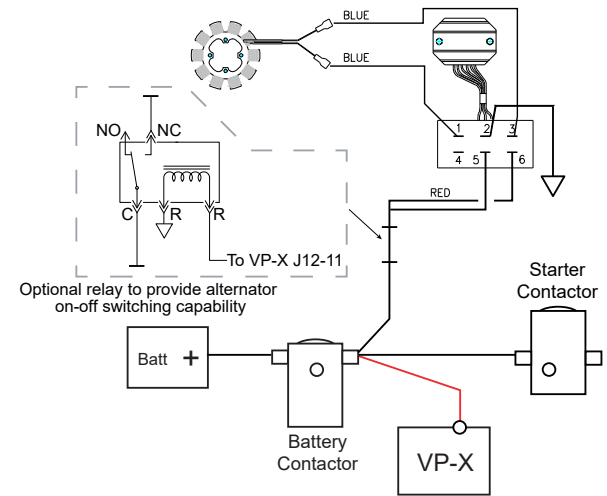 BLUE
BLUE
1 2 3
4 5 6
NO NC
C R R
RED
To VP-X J12-11
Optional relay to provide alternator
on-off switching capability
Starter
Contactor
Batt +
Battery
Contactor
VP-X